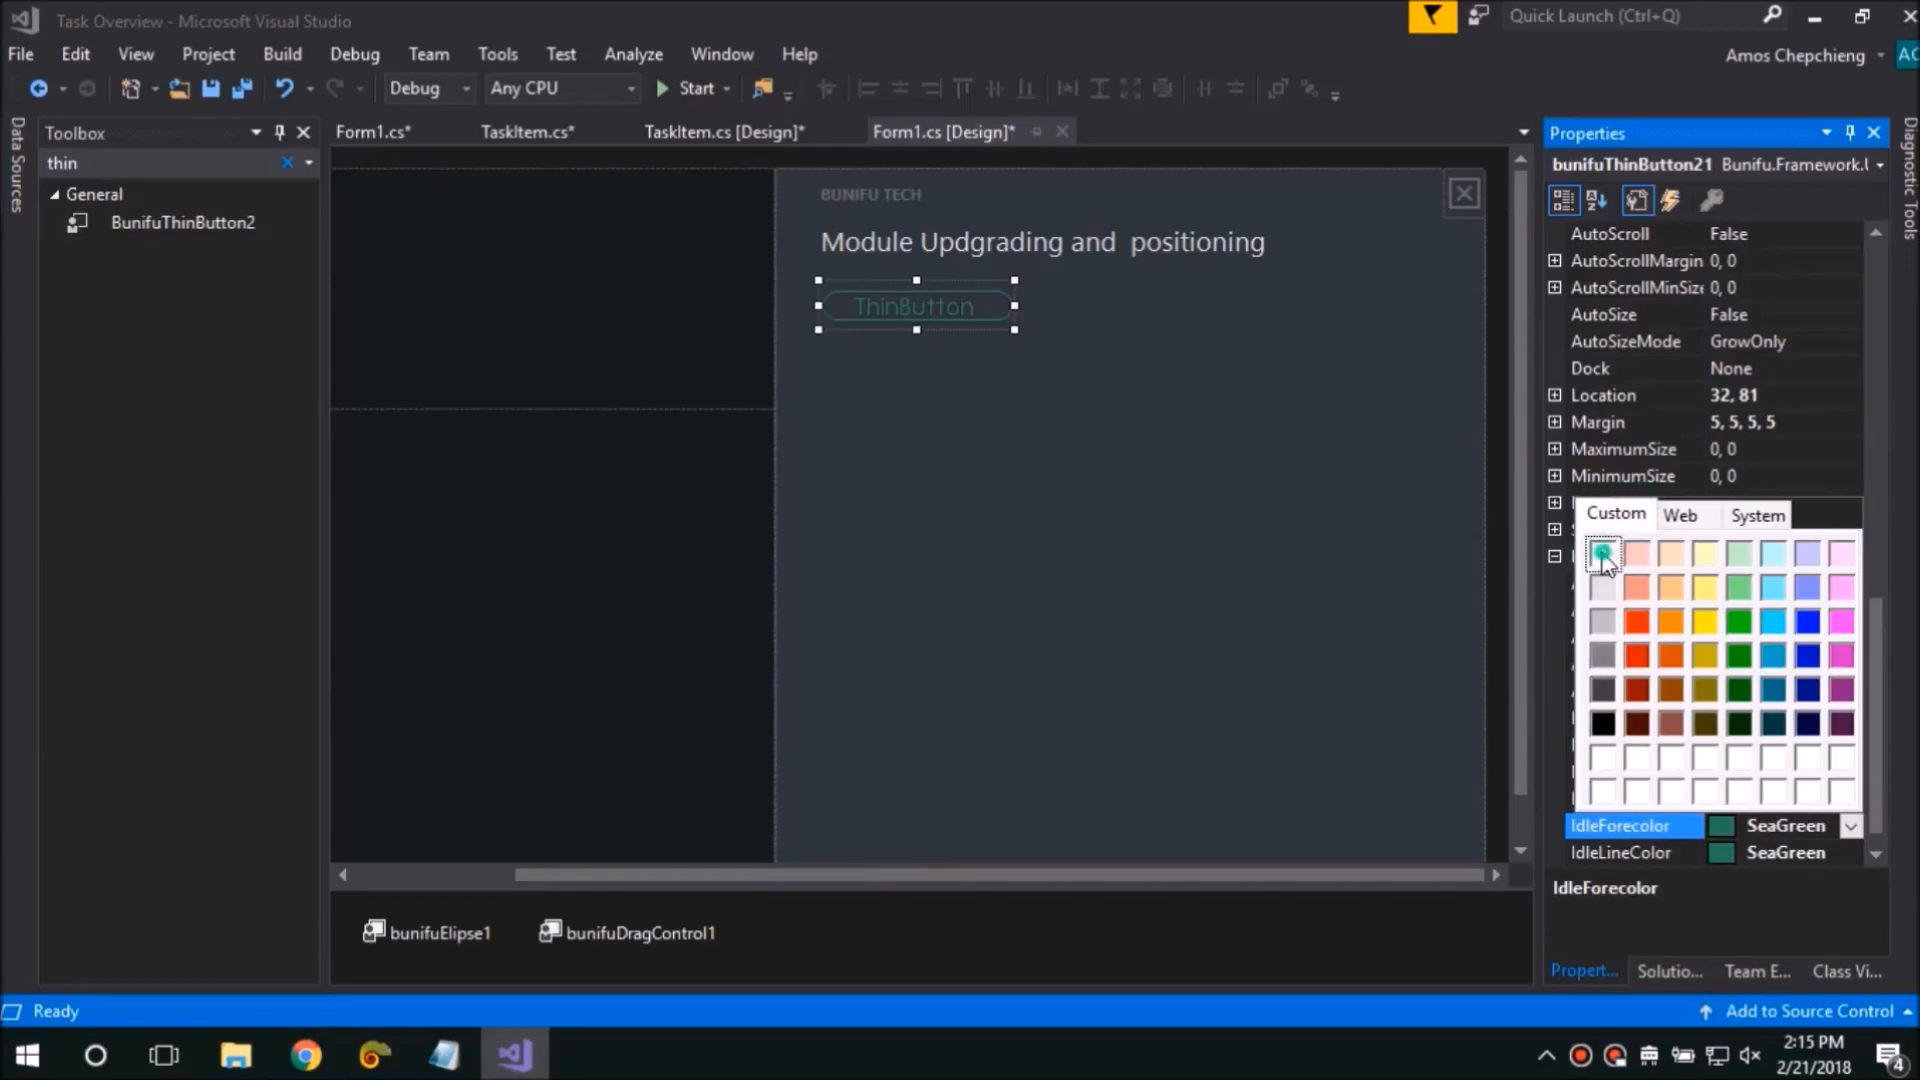 Task Overview - Microsoft Visual Studio
Quick Launch (Ctrl+Q)
File Edit View Project Build Debug Team Tools Test Analyze Window Help
Amos Chepchieng
AC
Debug Any CPU Start
Data Sources
Toolbox
thin
General
BunifuThinButton2
Form1.cs* TaskItem.cs* TaskItem.cs [Design]* Form1.cs [Design]*
BUNIFU TECH
Module Updgrading and positioning
ThinButton
bunifuElipse1 bunifuDragControl1
Properties
bunifuThinButton21 Bunifu.Framework.
AutoScroll False
AutoScrollMargin 0, 0
AutoScrollMinSize 0, 0
AutoSize False
AutoSizeMode GrowOnly
Dock None
Location 32, 81
Margin 5, 5, 5, 5
MaximumSize 0, 0
MinimumSize 0, 0
Custom Web System
IdleForecolor SeaGreen
IdleLineColor SeaGreen
IdleForecolor
Propert... Solutio... Team E... Class Vi...
Diagnostic Tools
Ready
Add to Source Control
2:15 PM
2/21/2018
4